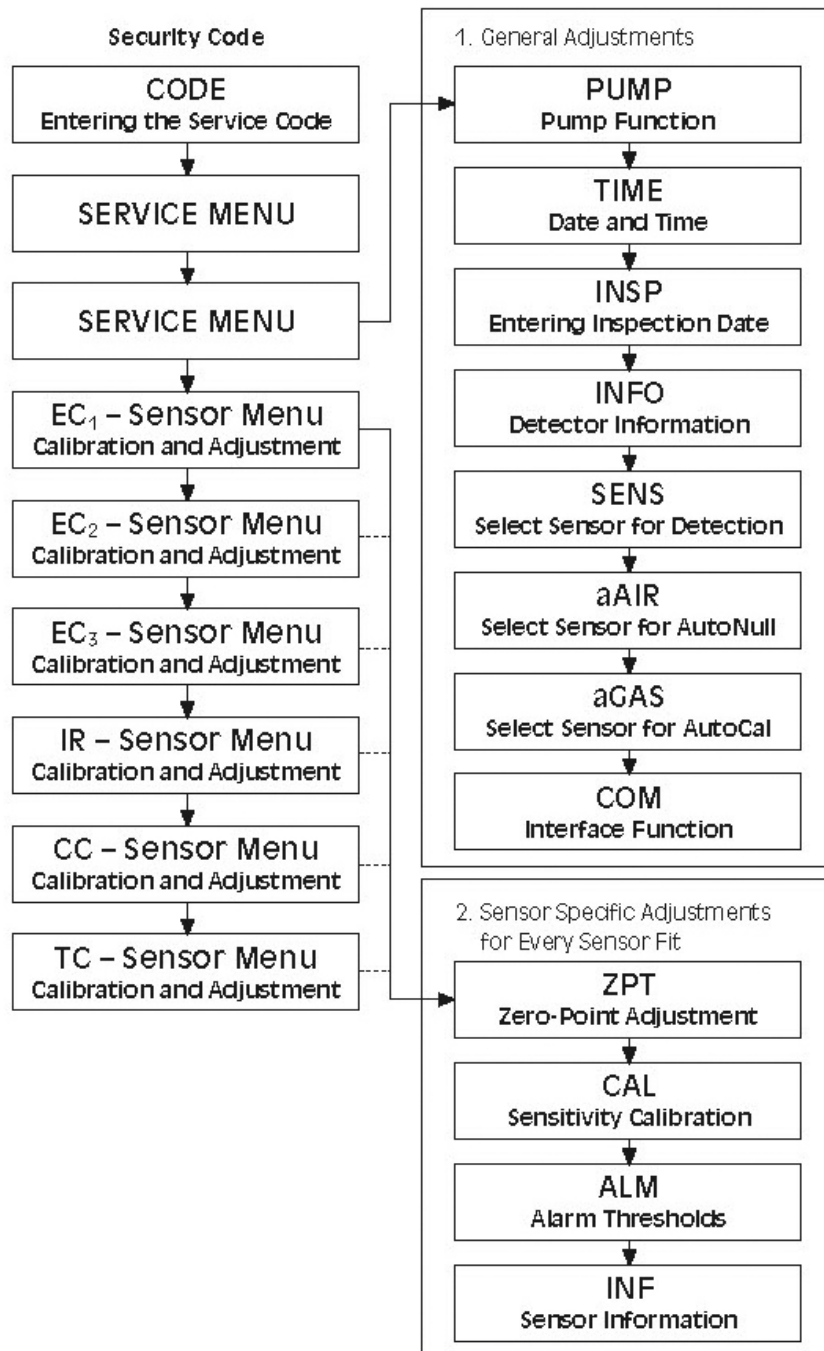 Security Code
CODE
Entering the Service Code
SERVICE MENU
SERVICE MENU
EC₁ – Sensor Menu
Calibration and Adjustment
EC₂ – Sensor Menu
Calibration and Adjustment
EC₃ – Sensor Menu
Calibration and Adjustment
IR – Sensor Menu
Calibration and Adjustment
CC – Sensor Menu
Calibration and Adjustment
TC – Sensor Menu
Calibration and Adjustment
1. General Adjustments
PUMP
Pump Function
TIME
Date and Time
INSP
Entering Inspection Date
INFO
Detector Information
SENS
Select Sensor for Detection
aAIR
Select Sensor for AutoNull
aGAS
Select Sensor for AutoCal
COM
Interface Function
2. Sensor Specific Adjustments
for Every Sensor Fit
ZPT
Zero-Point Adjustment
CAL
Sensitivity Calibration
ALM
Alarm Thresholds
INF
Sensor Information